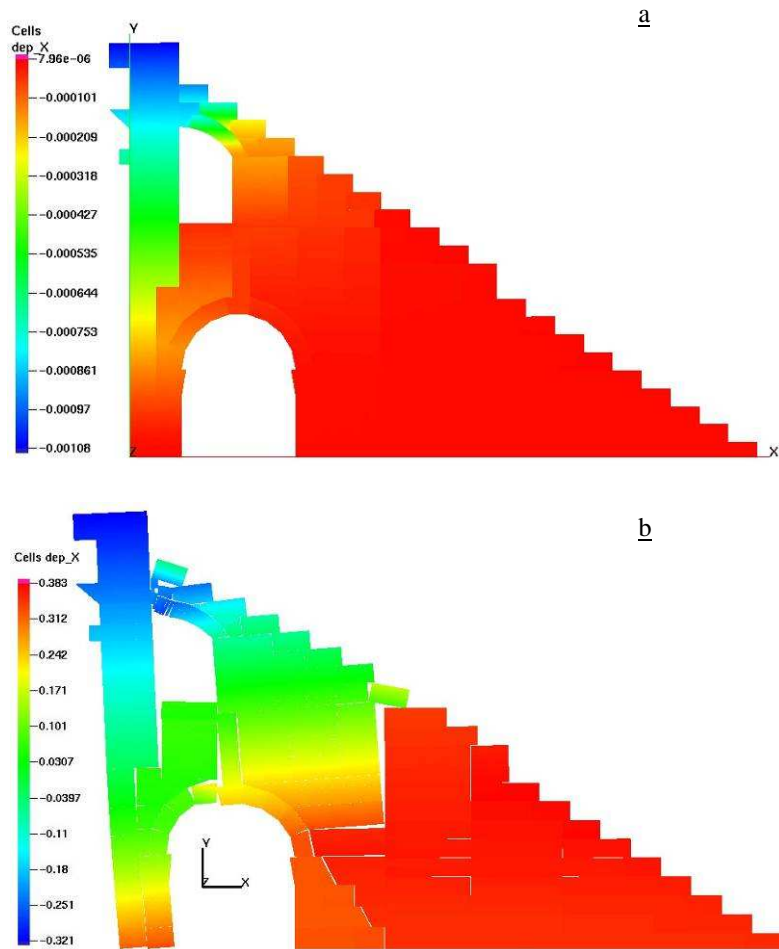 a
Cells
dep_X
Y
7.96e-06
-0.000101
-0.000209
-0.000318
-0.000427
-0.000535
-0.000644
-0.000753
-0.000861
-0.00097
-0.00108
Z
X
b
Cells dep_X
0.383
0.312
0.242
0.171
0.101
0.0307
-0.0397
-0.11
-0.18
-0.251
-0.321
Y
Z
X